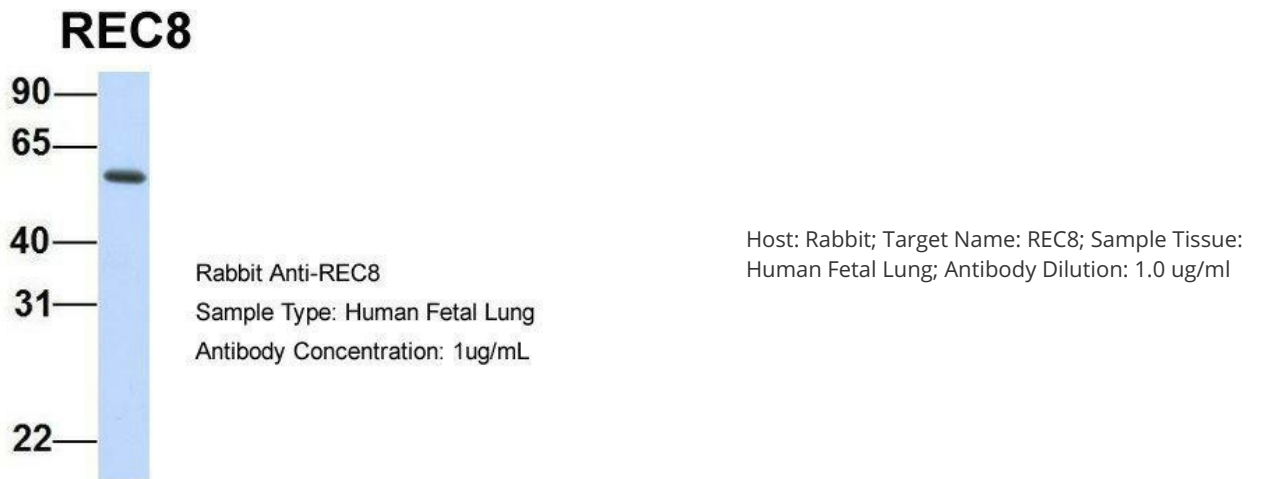 REC8
90
65
40
31
22
Rabbit Anti-REC8
Sample Type: Human Fetal Lung
Antibody Concentration: 1ug/mL
Host: Rabbit; Target Name: REC8; Sample Tissue:
Human Fetal Lung; Antibody Dilution: 1.0 ug/ml